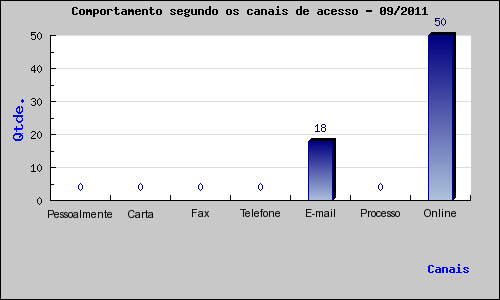 Comportamento segundo os canais de acesso - 09/2011
Qtde.
50
40
30
20
10
0
0 0 0 0 18 0 50
Pessoalmente Carta Fax Telefone E-mail Processo Online
Canais